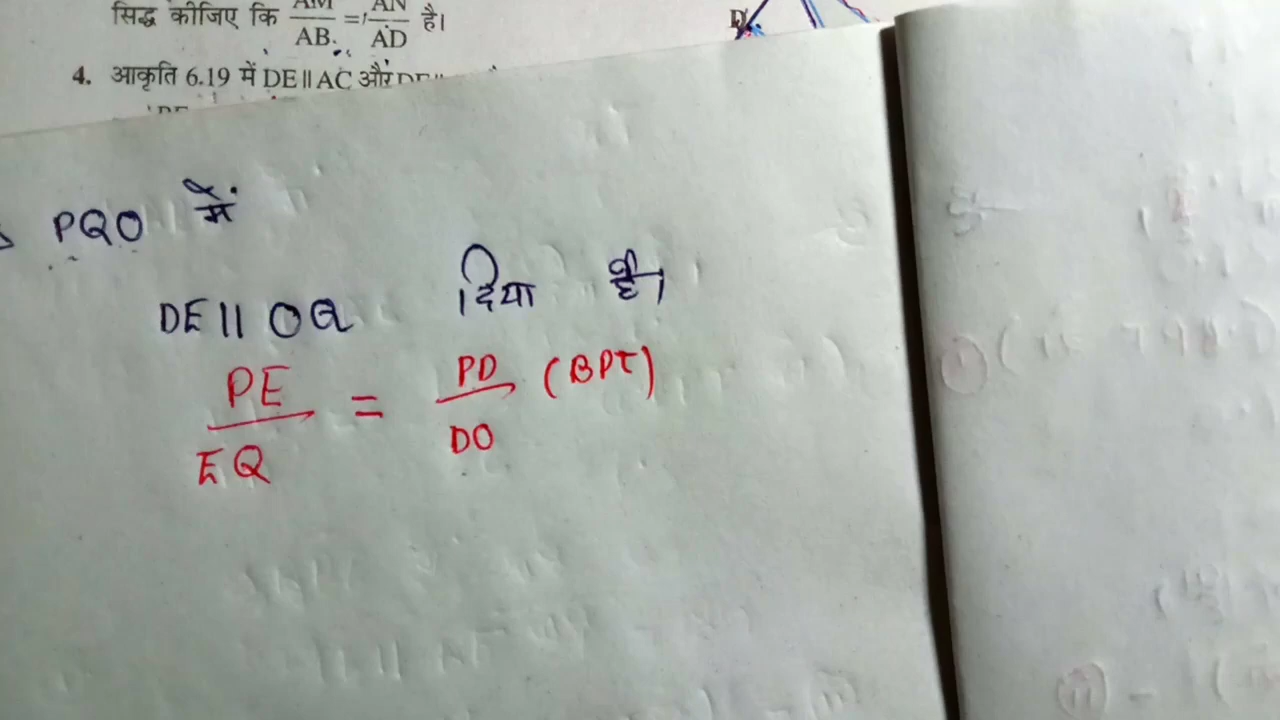 सिद्ध कीजिए कि AM/AB = AN/AD है।
D
4. आकृति 6.19 में DE || AC और DF ||
PQO में
DE || OQ दिया है।
PE/EQ = PD/DO (BPT)